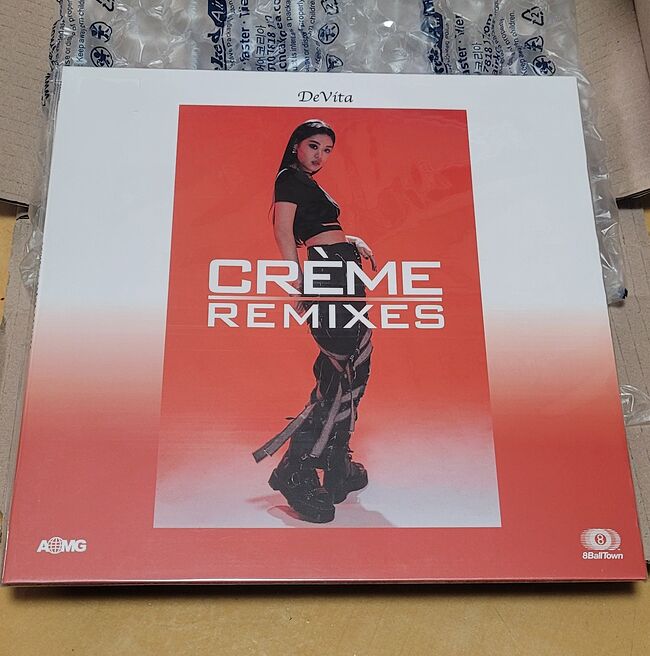 DeVita
CRÈME
REMIXES
AOMG
8BallTown